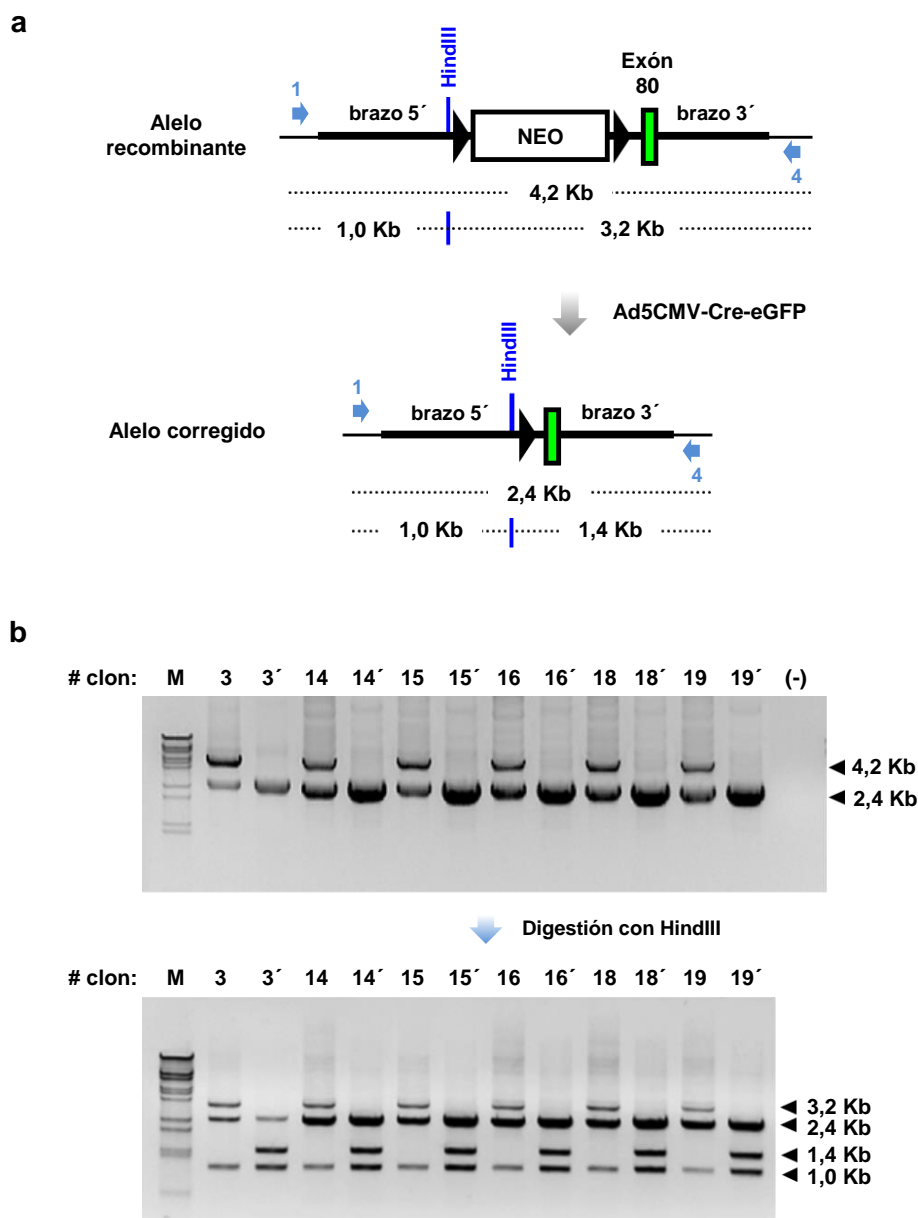 a
HindIII
Exón
80
1
brazo 5´
brazo 3´
Alelo
recombinante
NEO
4
4,2 Kb
1,0 Kb
3,2 Kb
Ad5CMV-Cre-eGFP
HindIII
1
brazo 5´
brazo 3´
Alelo corregido
4
2,4 Kb
1,0 Kb
1,4 Kb
b
# clon: M 3 3´ 14 14´ 15 15´ 16 16´ 18 18´ 19 19´ (-)
4,2 Kb
2,4 Kb
Digestión con HindIII
# clon: M 3 3´ 14 14´ 15 15´ 16 16´ 18 18´ 19 19´
3,2 Kb
2,4 Kb
1,4 Kb
1,0 Kb